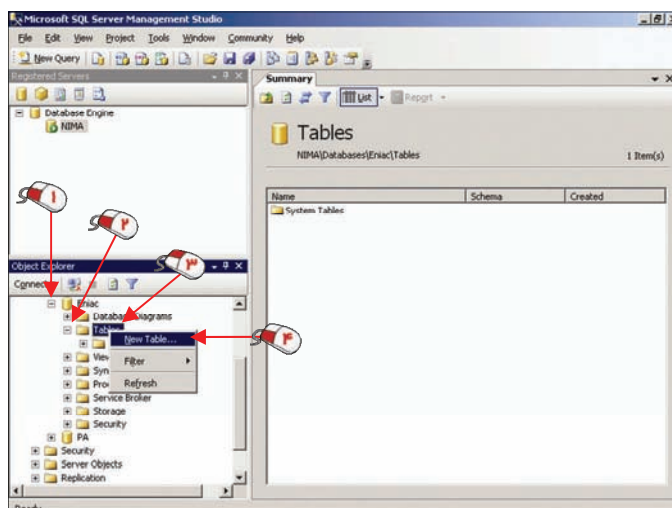 Microsoft SQL Server Management Studio
File Edit View Project Tools Window Community Help
New Query
Registered Servers
Database Engine
NIMA
Summary
List Report
Tables
NIMA\Databases\Eniac\Tables 1 Item(s)
Name Schema Created
System Tables
۱
۲
۳
۴
Object Explorer
Connect
Eniac
Database Diagrams
Tables
New Table...
Filter
Refresh
View
Syn
Service Broker
Storage
Security
PA
Security
Server Objects
Replication